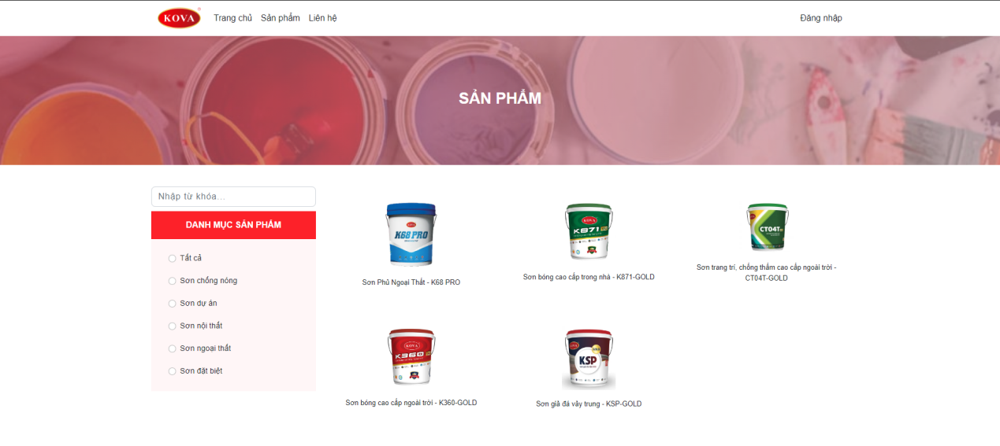 KOVA
Trang chủ Sản phẩm Liên hệ
Đăng nhập
SẢN PHẨM
Nhập từ khóa...
DANH MỤC SẢN PHẨM
Tất cả
Sơn chống nóng
Sơn dự án
Sơn nội thất
Sơn ngoại thất
Sơn đặt biệt
K68 PRO
Sơn Phủ Ngoại Thất - K68 PRO
KOVA
K871
Sơn bóng cao cấp trong nhà - K871-GOLD
CT04T
Sơn trang trí, chống thấm cao cấp ngoài trời -
CT04T-GOLD
KOVA
K360
Sơn bóng cao cấp ngoài trời - K360-GOLD
KSP
Sơn giả đá vảy trung - KSP-GOLD